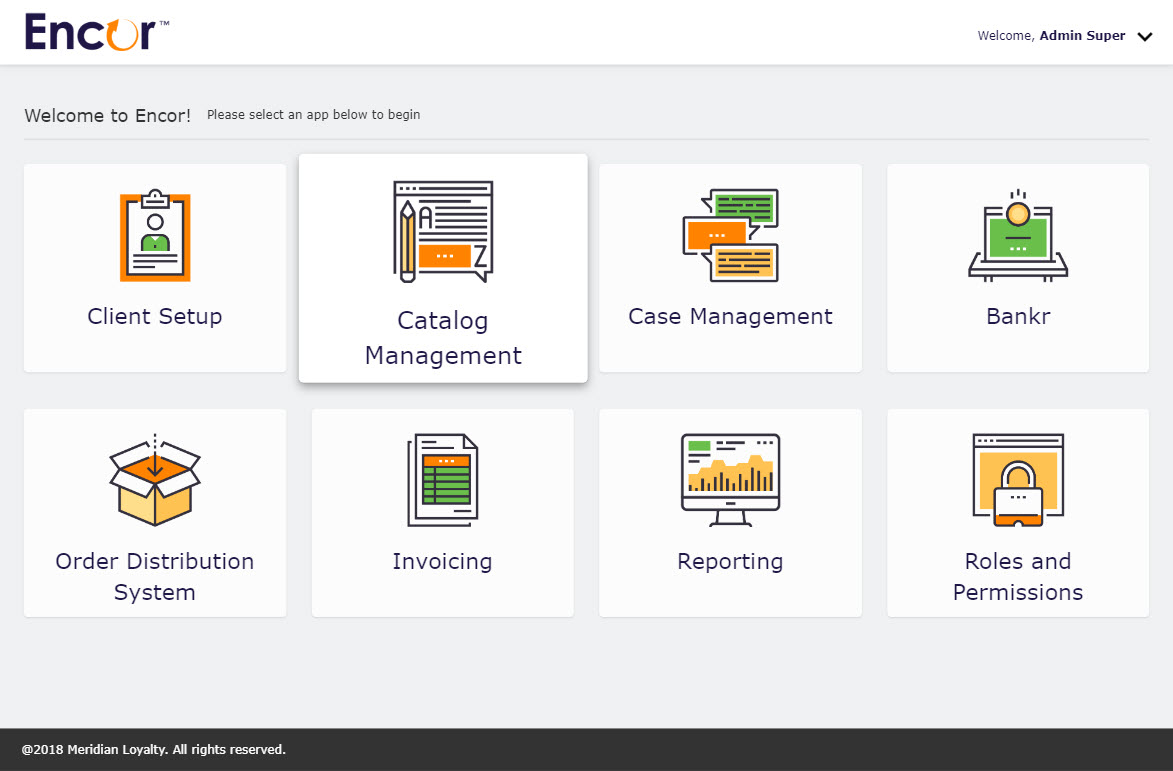 Encor™
Welcome, Admin Super
Welcome to Encor! Please select an app below to begin
Client Setup
Catalog
Management
Case Management
Bankr
Order Distribution
System
Invoicing
Reporting
Roles and
Permissions
@2018 Meridian Loyalty. All rights reserved.